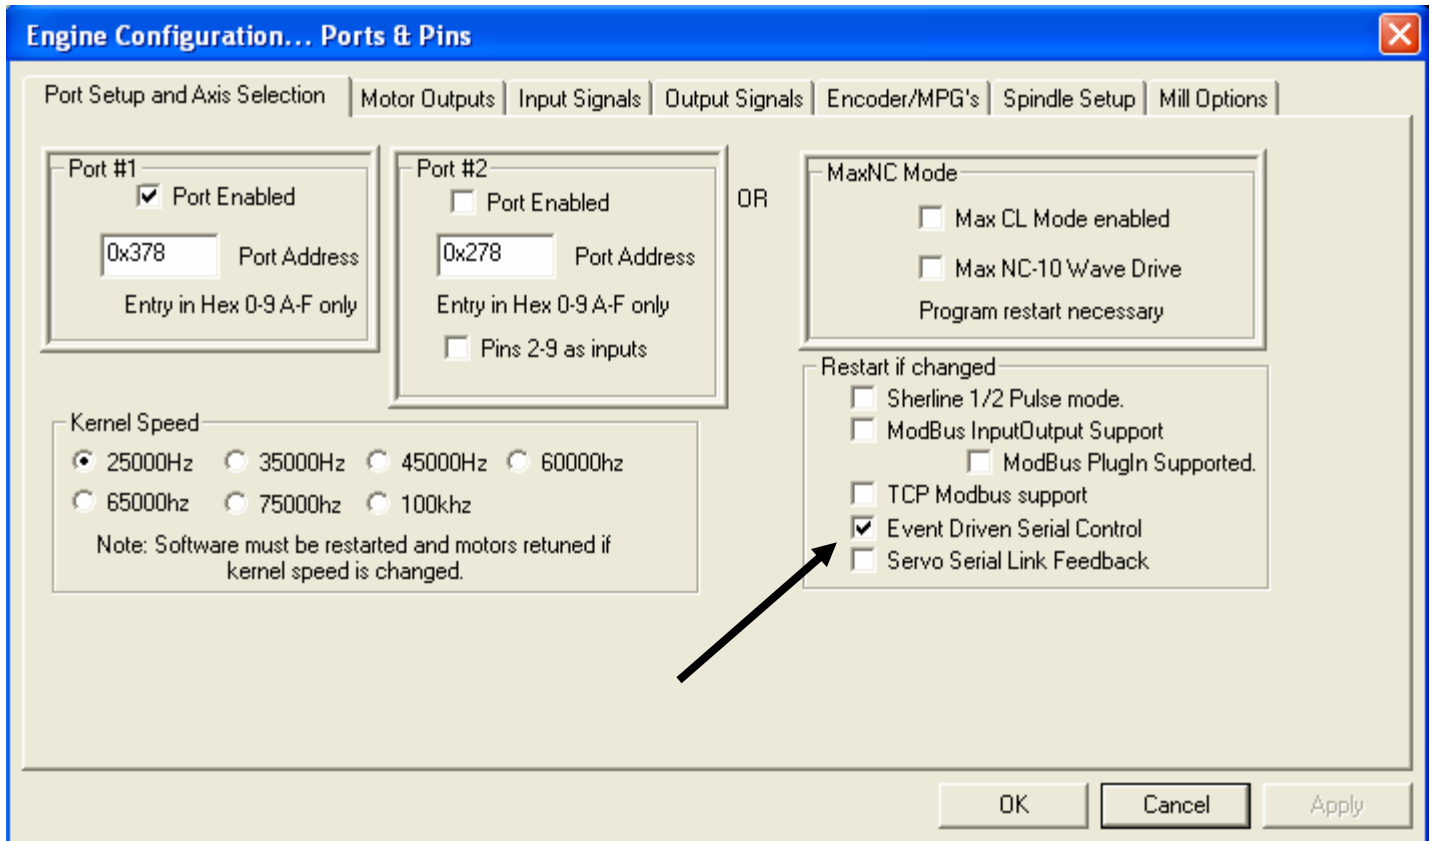 Engine Configuration... Ports & Pins
Port Setup and Axis Selection
Motor Outputs
Input Signals
Output Signals
Encoder/MPG's
Spindle Setup
Mill Options
Port #1
Port Enabled
0x378
Port Address
Entry in Hex 0-9 A-F only
Port #2
Port Enabled
0x278
Port Address
Entry in Hex 0-9 A-F only
Pins 2-9 as inputs
OR
MaxNC Mode
Max CL Mode enabled
Max NC-10 Wave Drive
Program restart necessary
Restart if changed
Sherline 1/2 Pulse mode.
ModBus InputOutput Support
ModBus PlugIn Supported.
TCP Modbus support
Event Driven Serial Control
Servo Serial Link Feedback
Kernel Speed
25000Hz
35000Hz
45000Hz
60000hz
65000hz
75000hz
100khz
Note: Software must be restarted and motors retuned if
kernel speed is changed.
OK
Cancel
Apply